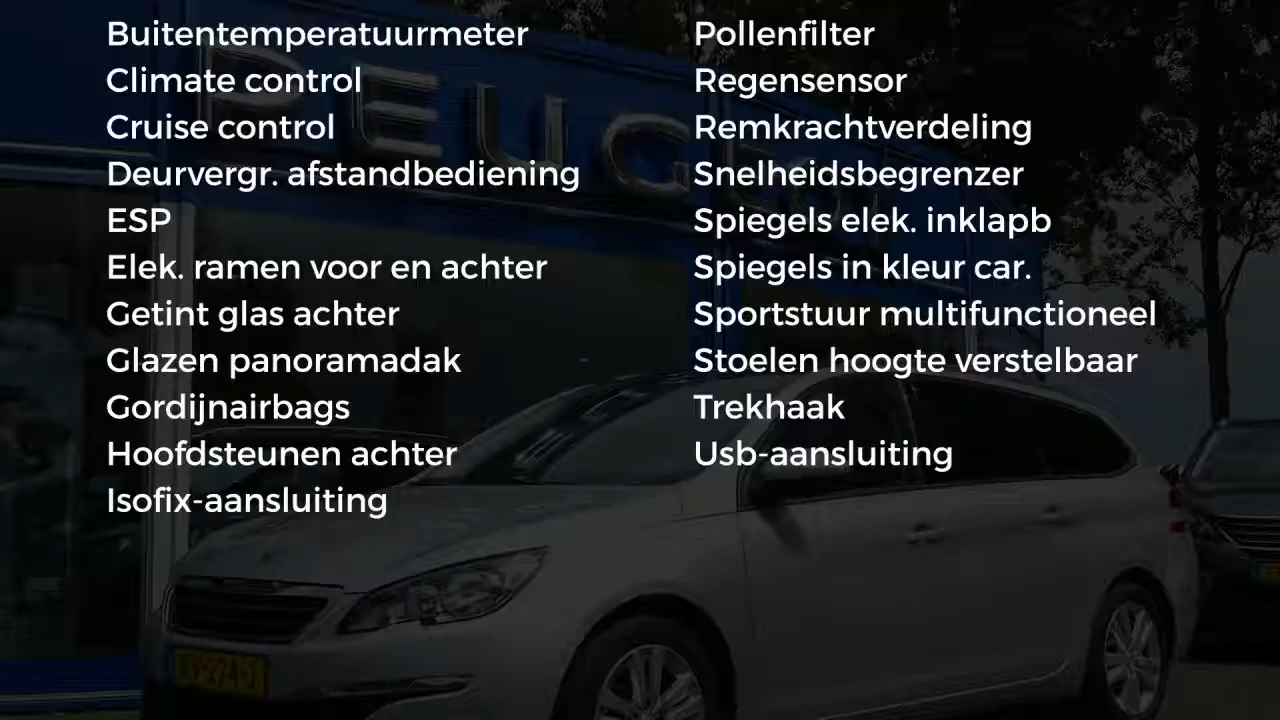 Buitentemperatuurmeter
Climate control
Cruise control
Deurvergr. afstandbediening
ESP
Elek. ramen voor en achter
Getint glas achter
Glazen panoramadak
Gordijnairbags
Hoofdsteunen achter
Isofix-aansluiting
Pollenfilter
Regensensor
Remkrachtverdeling
Snelheidsbegrenzer
Spiegels elek. inklapb
Spiegels in kleur car.
Sportstuur multifunctioneel
Stoelen hoogte verstelbaar
Trekhaak
Usb-aansluiting
PEUG